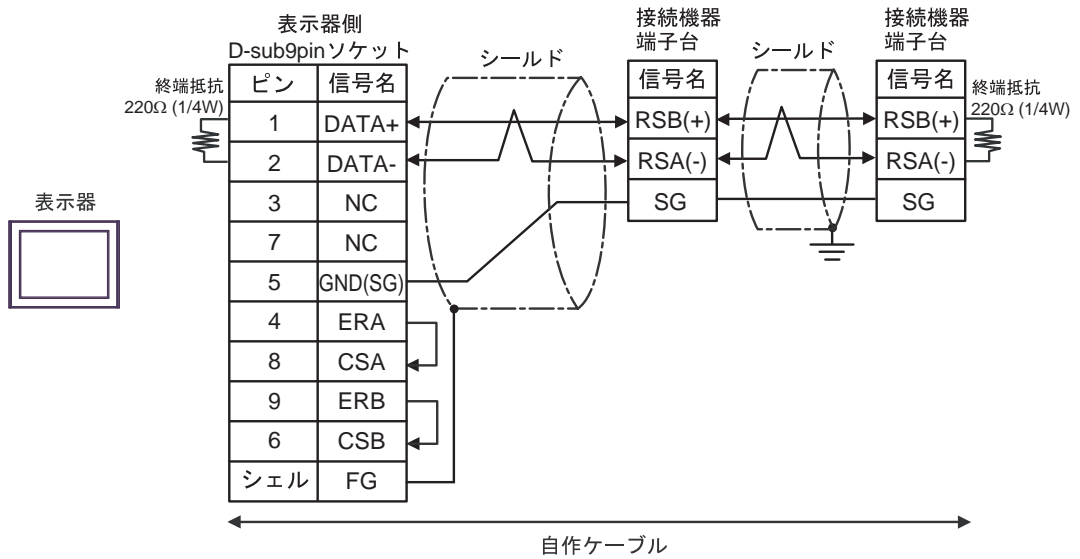 表示器側
D-sub9pinソケット
接続機器
端子台
接続機器
端子台
シールド
シールド
終端抵抗
220Ω (1/4W)
終端抵抗
220Ω (1/4W)
表示器
ピン 信号名
1 DATA+
2 DATA-
3 NC
7 NC
5 GND(SG)
4 ERA
8 CSA
9 ERB
6 CSB
シェル FG
信号名
RSB(+)
RSA(-)
SG
信号名
RSB(+)
RSA(-)
SG
自作ケーブル